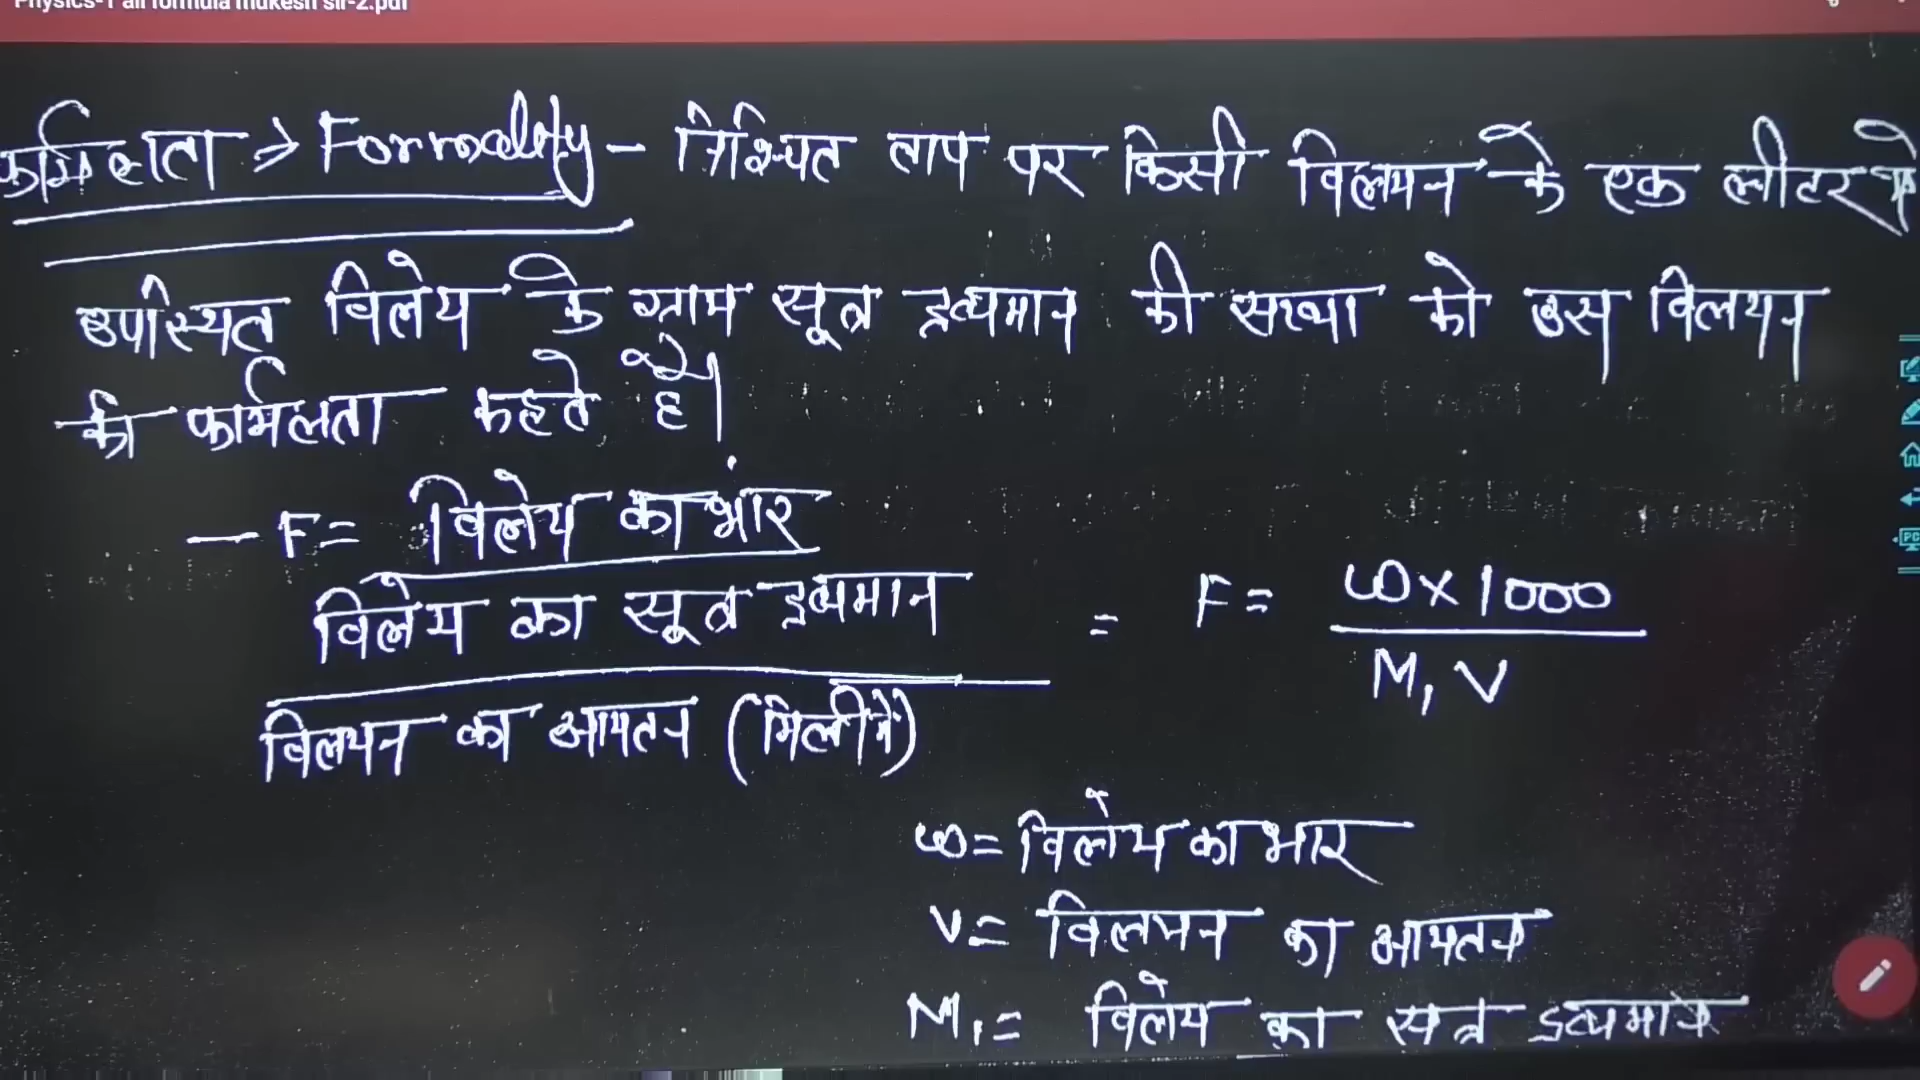 Physics-1 all formula mukesh sir-2.pdf
फार्मलता → Formality - निश्चित ताप पर किसी विलयन के एक लीटर में
उपस्थित विलेय के ग्राम सूत्र द्रव्यमान की संख्या को उस विलयन
की फार्मलता कहते हैं।
— F = विलेय का भार
विलेय का सूत्र द्रव्यमान
विलयन का आयतन (मिली में)
= F = ω × 1000
M₁ V
ω = विलेय का भार
V = विलयन का आयतन
M₁ = विलेय का सूत्र द्रव्यमान